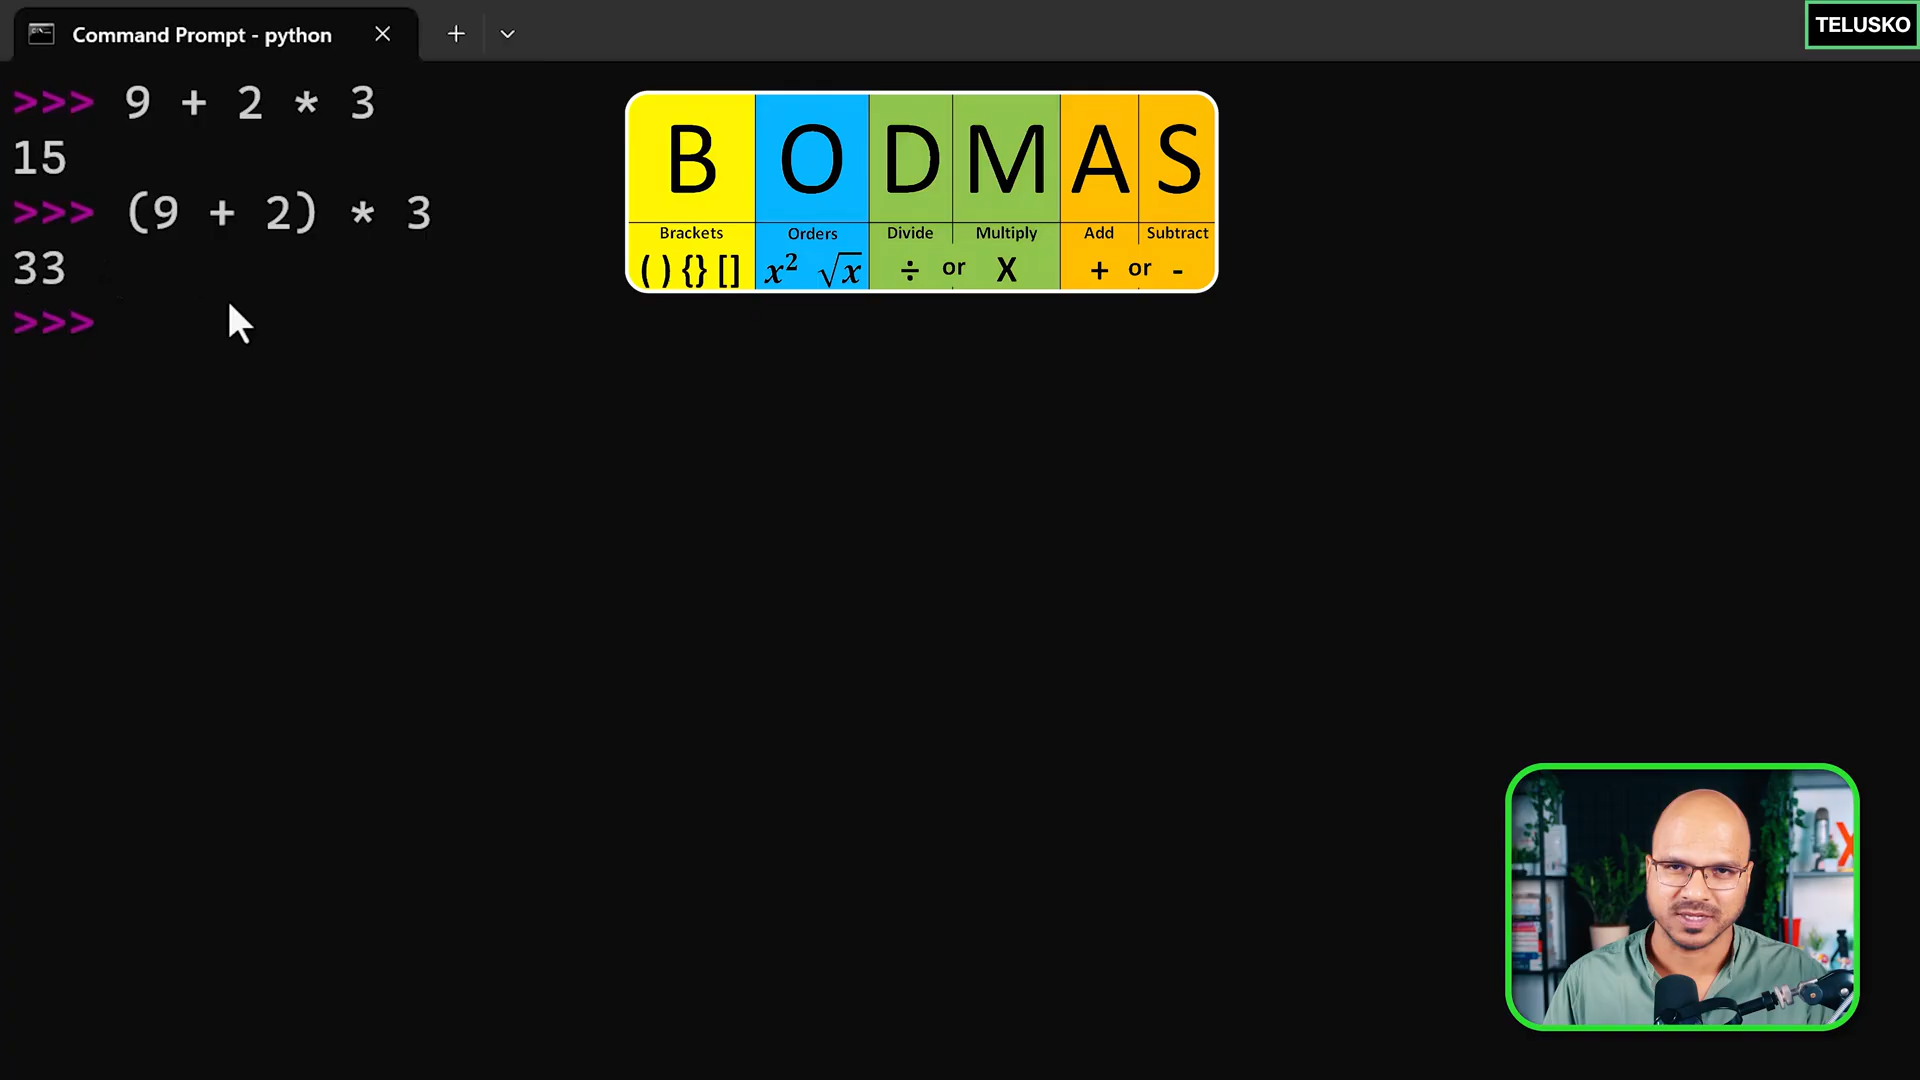 Command Prompt - python
TELUSKO
>>> 9 + 2 * 3
15
>>> (9 + 2) * 3
33
>>>
B O D M A S
Brackets Orders Divide Multiply Add Subtract
( ) {} [] x² √x ÷ or X + or -